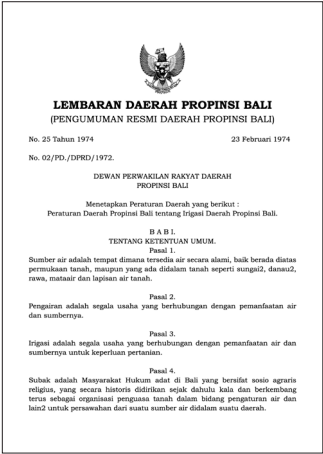 LEMBARAN DAERAH PROPINSI BALI
(PENGUMUMAN RESMI DAERAH PROPINSI BALI)
No. 25 Tahun 1974 23 Februari 1974
No. 02/PD./DPRD/1972.
DEWAN PERWAKILAN RAKYAT DAERAH
PROPINSI BALI
Menetapkan Peraturan Daerah yang berikut :
Peraturan Daerah Propinsi Bali tentang Irigasi Daerah Propinsi Bali.
B A B I.
TENTANG KETENTUAN UMUM.
Pasal 1.
Sumber air adalah tempat dimana tersedia air secara alami, baik berada diatas
permukaan tanah, maupun yang ada didalam tanah seperti sungai2, danau2,
rawa, mataair dan lapisan air tanah.
Pasal 2.
Pengairan adalah segala usaha yang berhubungan dengan pemanfaatan air
dan sumbernya.
Pasal 3.
Irigasi adalah segala usaha yang berhubungan dengan pemanfaatan air dan
sumbernya untuk keperluan pertanian.
Pasal 4.
Subak adalah Masyarakat Hukum adat di Bali yang bersifat sosio agraris
religius, yang secara historis didirikan sejak dahulu kala dan berkembang
terus sebagai organisasi penguasa tanah dalam bidang pengaturan air dan
lain2 untuk persawahan dari suatu sumber air didalam suatu daerah.